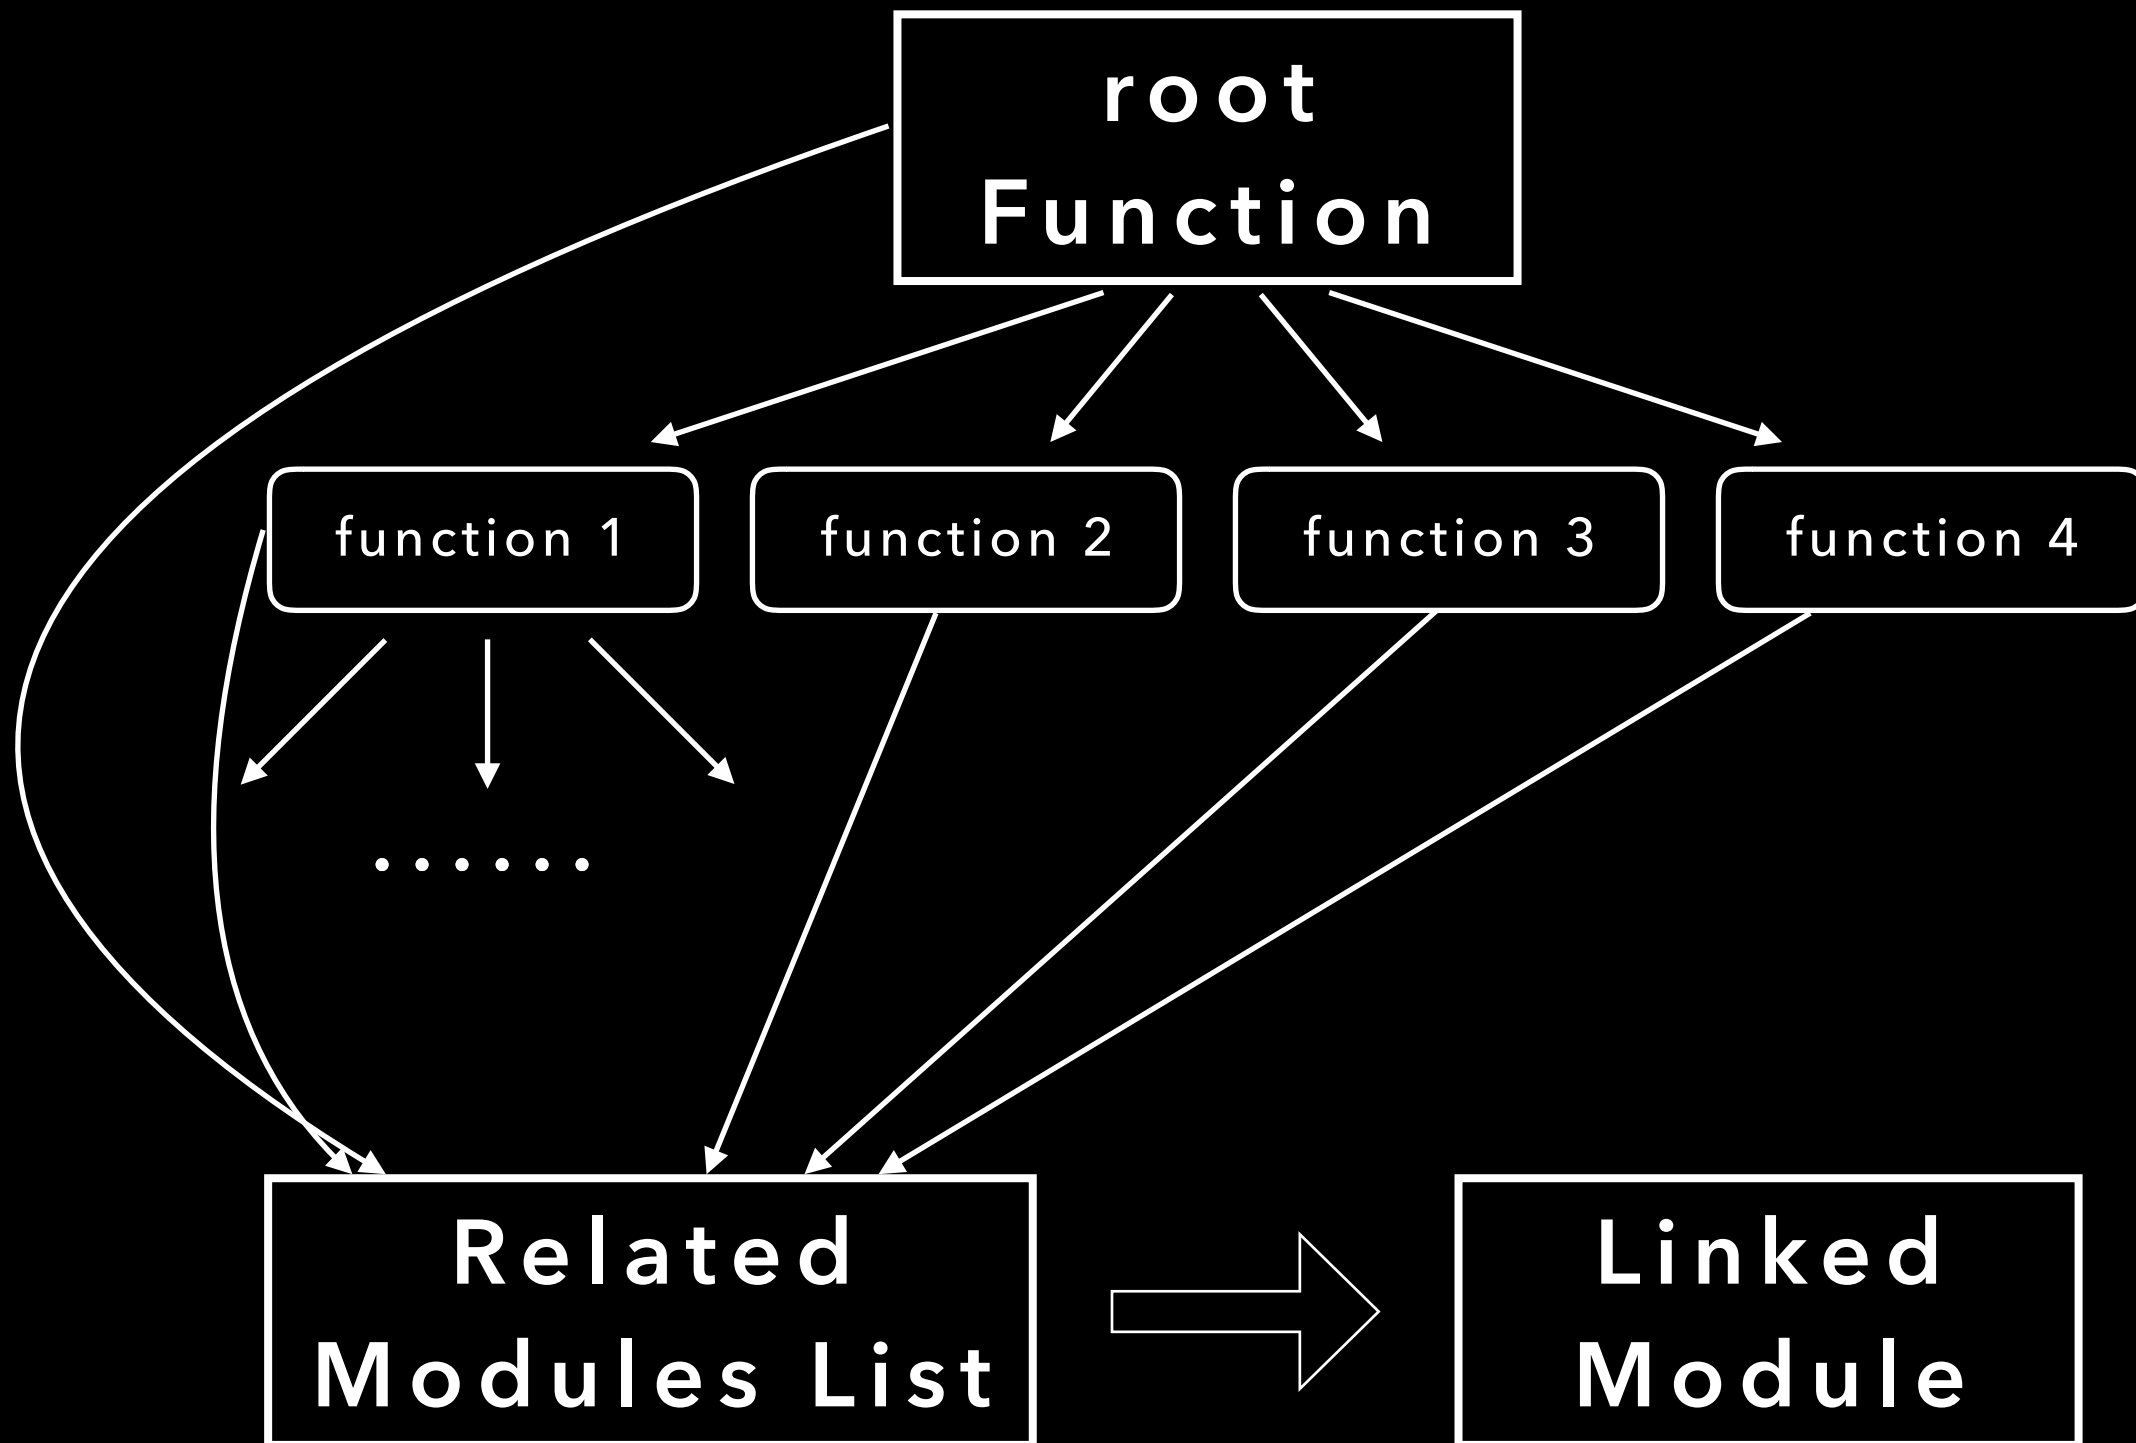 root
Function
function 1
function 2
function 3
function 4
......
Related
Modules List
Linked
Module